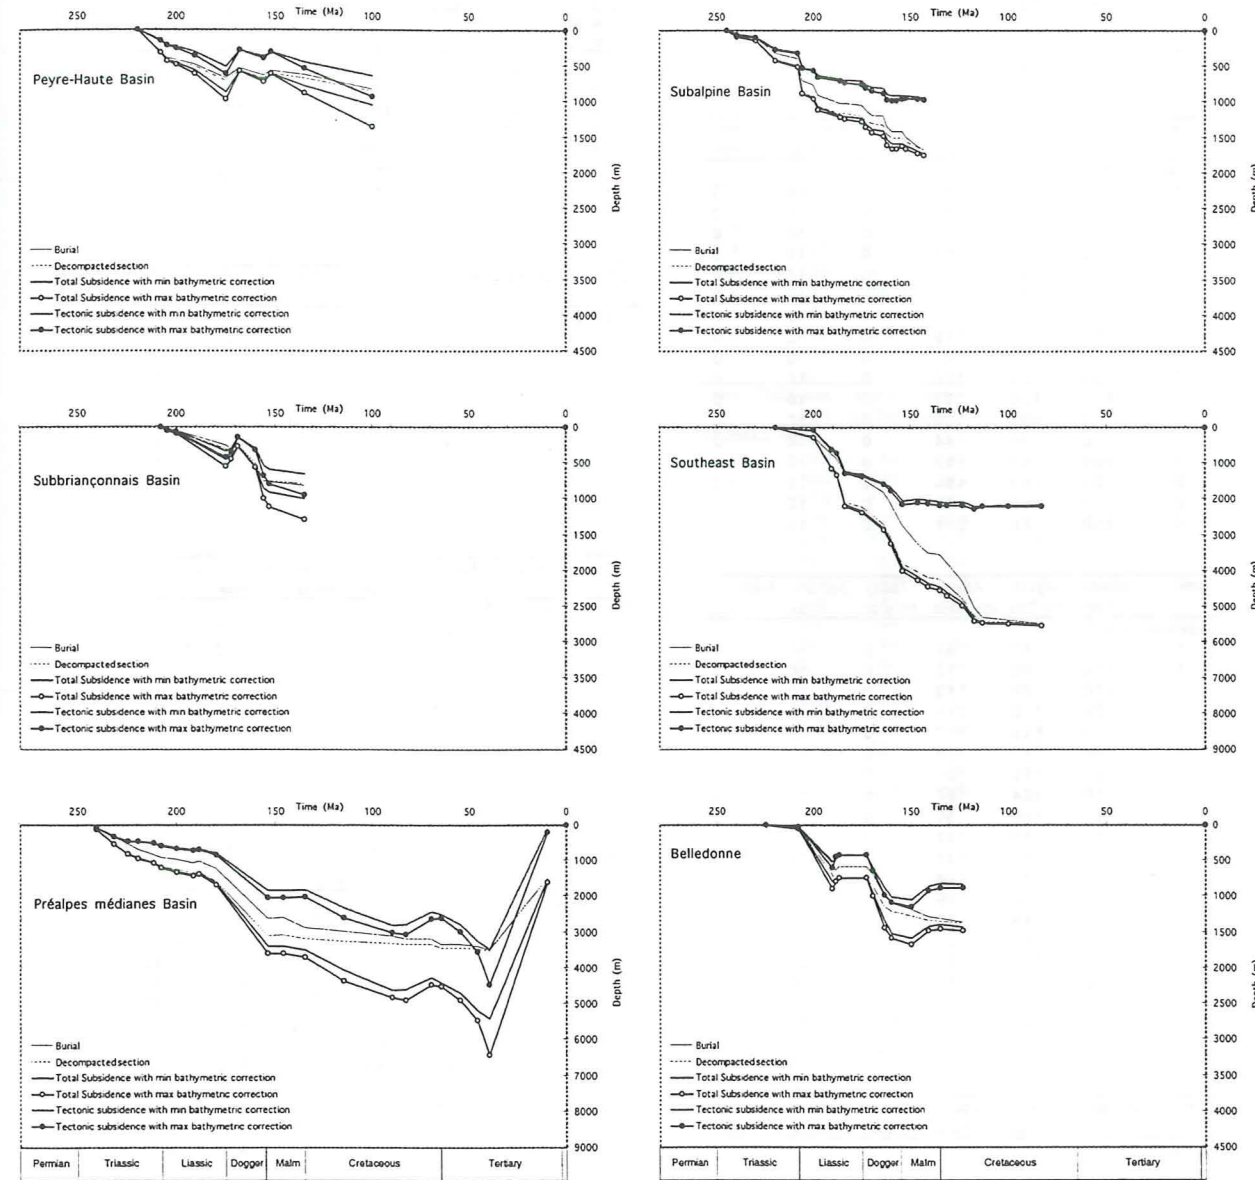 Time (Ma)
250 200 150 100 50 0
Peyre-Haute Basin
0
500
1000
1500
2000
2500
3000
3500
4000
4500
Depth (m)
Burial
Decompacted section
Total Subsidence with min bathymetric correction
Total Subsidence with max bathymetric correction
Tectonic subsidence with min bathymetric correction
Tectonic subsidence with max bathymetric correction
Time (Ma)
250 200 150 100 50 0
Subalpine Basin
0
500
1000
1500
2000
2500
3000
3500
4000
4500
Depth (m)
Burial
Decompacted section
Total Subsidence with min bathymetric correction
Total Subsidence with max bathymetric correction
Tectonic subsidence with min bathymetric correction
Tectonic subsidence with max bathymetric correction
Time (Ma)
250 200 150 100 50 0
Subbriançonnais Basin
0
500
1000
1500
2000
2500
3000
3500
4000
4500
Depth (m)
Burial
Decompacted section
Total Subsidence with min bathymetric correction
Total Subsidence with max bathymetric correction
Tectonic subsidence with min bathymetric correction
Tectonic subsidence with max bathymetric correction
Time (Ma)
250 200 150 100 50 0
Southeast Basin
0
1000
2000
3000
4000
5000
6000
7000
8000
9000
Depth (m)
Burial
Decompacted section
Total Subsidence with min bathymetric correction
Total Subsidence with max bathymetric correction
Tectonic subsidence with min bathymetric correction
Tectonic subsidence with max bathymetric correction
Time (Ma)
250 200 150 100 50 0
Préalpes médianes Basin
0
1000
2000
3000
4000
5000
6000
7000
8000
9000
Depth (m)
Burial
Decompacted section
Total Subsidence with min bathymetric correction
Total Subsidence with max bathymetric correction
Tectonic subsidence with min bathymetric correction
Tectonic subsidence with max bathymetric correction
Permian Triassic Liassic Dogger Malm Cretaceous Tertiary
Time (Ma)
250 200 150 100 50 0
Belledonne
0
500
1000
1500
2000
2500
3000
3500
4000
4500
Depth (m)
Burial
Decompacted section
Total Subsidence with min bathymetric correction
Total Subsidence with max bathymetric correction
Tectonic subsidence with min bathymetric correction
Tectonic subsidence with max bathymetric correction
Permian Triassic Liassic Dogger Malm Cretaceous Tertiary